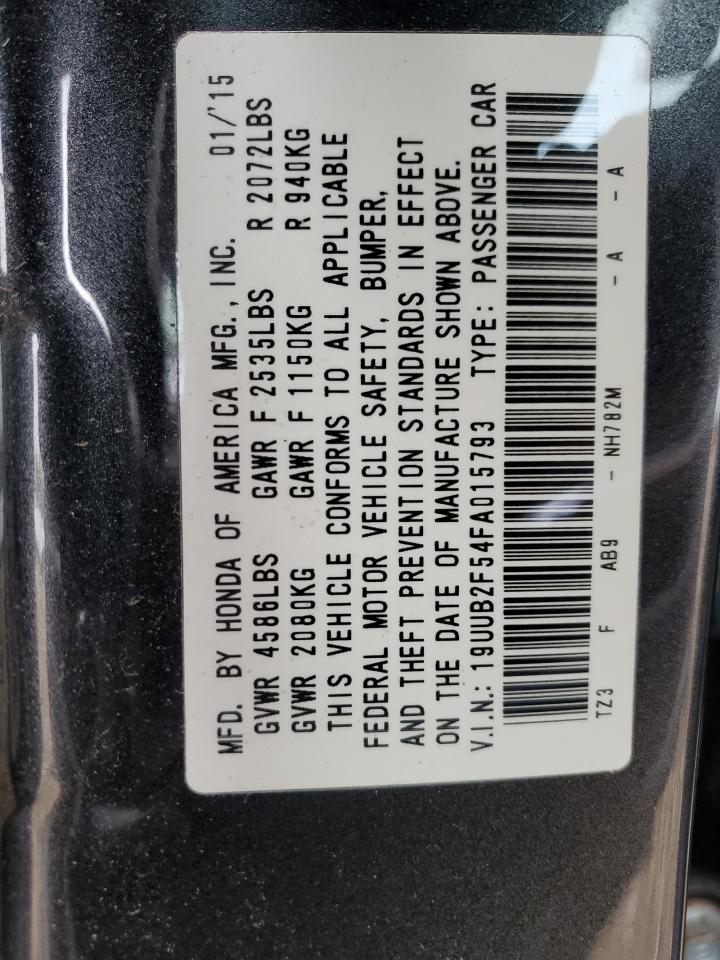 MFD. BY HONDA OF AMERICA MFG., INC. 01/'15
GVWR 4586LBS GAWR F 2535LBS R 2072LBS
GVWR 2080KG GAWR F 1150KG R 940KG
THIS VEHICLE CONFORMS TO ALL APPLICABLE
FEDERAL MOTOR VEHICLE SAFETY, BUMPER,
AND THEFT PREVENTION STANDARDS IN EFFECT
ON THE DATE OF MANUFACTURE SHOWN ABOVE.
V.I.N.: 19UUB2F54FA015793 TYPE: PASSENGER CAR
TZ3 F AB9 - NH782M - A - A